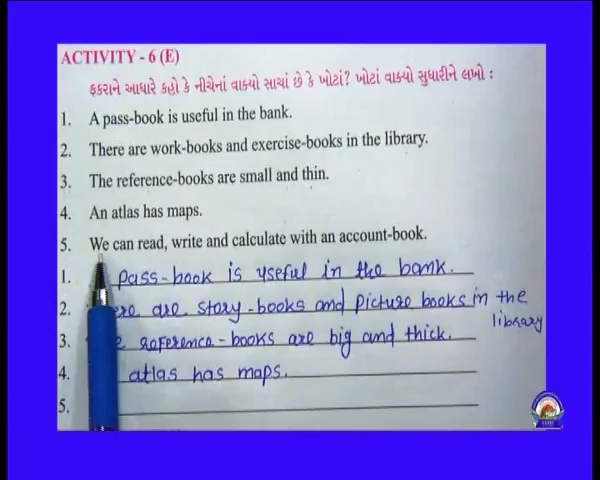 ACTIVITY - 6 (E)
ફકરાને આધારે કહો કે નીચેનાં વાક્યો સાચાં છે કે ખોટાં? ખોટાં વાક્યો સુધારીને લખો :
1. A pass-book is useful in the bank.
2. There are work-books and exercise-books in the library.
3. The reference-books are small and thin.
4. An atlas has maps.
5. We can read, write and calculate with an account-book.
1. pass-book is useful in the bank.
2. are story-books and picture books in the library
3. reference-books are big and thick.
4. atlas has maps.
5.